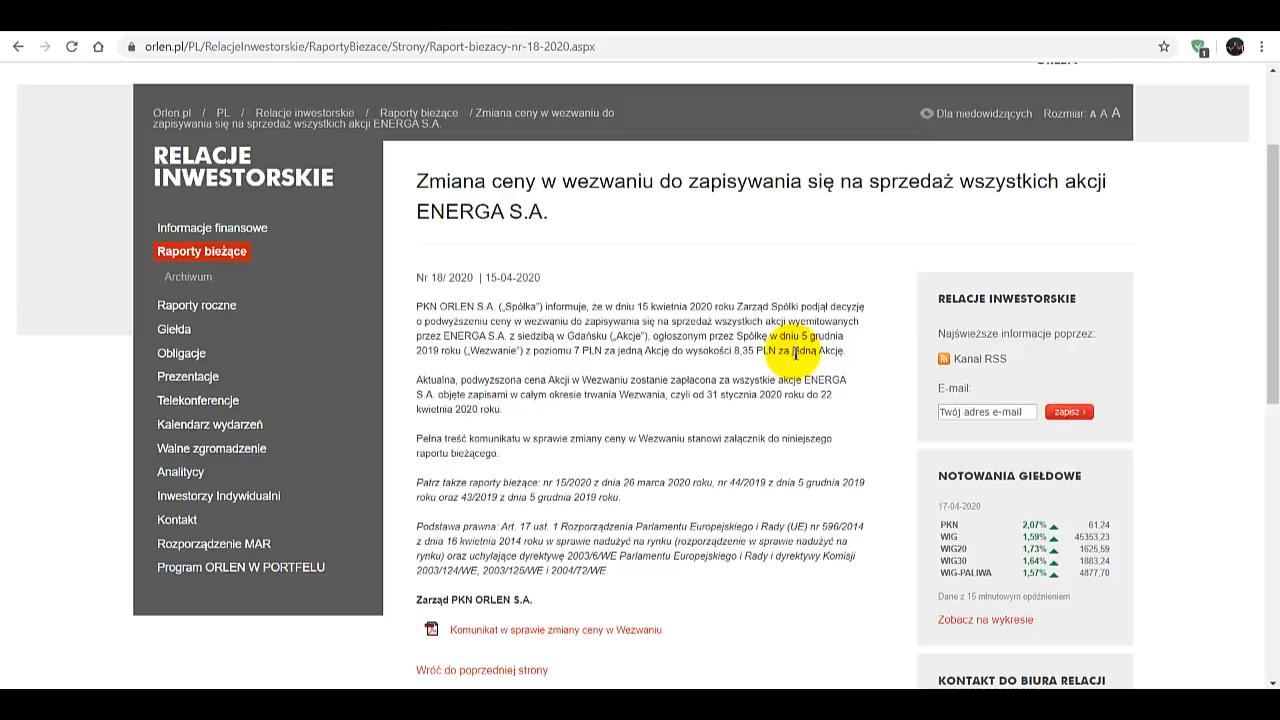 orlen.pl/PL/RelacjeInwestorskie/RaportyBiezace/Strony/Raport-biezacy-nr-18-2020.aspx
1
Orlen.pl / PL / Relacje inwestorskie / Raporty bieżące / Zmiana ceny w wezwaniu do
zapisywania się na sprzedaż wszystkich akcji ENERGA S.A.
Dla niedowidzących Rozmiar: A A A
RELACJE
INWESTORSKIE
Informacje finansowe
Raporty bieżące
Archiwum
Raporty roczne
Giełda
Obligacje
Prezentacje
Telekonferencje
Kalendarz wydarzeń
Walne zgromadzenie
Analitycy
Inwestorzy Indywidualni
Kontakt
Rozporządzenie MAR
Program ORLEN W PORTFELU
Zmiana ceny w wezwaniu do zapisywania się na sprzedaż wszystkich akcji
ENERGA S.A.
Nr 18/ 2020 | 15-04-2020
PKN ORLEN S.A. („Spółka”) informuje, że w dniu 15 kwietnia 2020 roku Zarząd Spółki podjął decyzję
o podwyższeniu ceny w wezwaniu do zapisywania się na sprzedaż wszystkich akcji wyemitowanych
przez ENERGA S.A. z siedzibą w Gdańsku („Akcje”), ogłoszonym przez Spółkę w dniu 5 grudnia
2019 roku („Wezwanie”) z poziomu 7 PLN za jedną Akcję do wysokości 8,35 PLN za jedną Akcję.
Aktualna, podwyższona cena Akcji w Wezwaniu zostanie zapłacona za wszystkie akcje ENERGA
S.A. objęte zapisami w całym okresie trwania Wezwania, czyli od 31 stycznia 2020 roku do 22
kwietnia 2020 roku.
Pełna treść komunikatu w sprawie zmiany ceny w Wezwaniu stanowi załącznik do niniejszego
raportu bieżącego.
Patrz także raporty bieżące: nr 15/2020 z dnia 26 marca 2020 roku, nr 44/2019 z dnia 5 grudnia 2019
roku oraz 43/2019 z dnia 5 grudnia 2019 roku.
Podstawa prawna: Art. 17 ust. 1 Rozporządzenia Parlamentu Europejskiego i Rady (UE) nr 596/2014
z dnia 16 kwietnia 2014 roku w sprawie nadużyć na rynku (rozporządzenie w sprawie nadużyć na
rynku) oraz uchylające dyrektywę 2003/6/WE Parlamentu Europejskiego i Rady i dyrektywy Komisji
2003/124/WE, 2003/125/WE i 2004/72/WE.
Zarząd PKN ORLEN S.A.
Komunikat w sprawie zmiany ceny w Wezwaniu
Wróć do poprzedniej strony
RELACJE INWESTORSKIE
Najświeższe informacje poprzez:
Kanał RSS
E-mail:
Twój adres e-mail zapisz ›
NOTOWANIA GIEŁDOWE
17-04-2020
PKN 2,07% 61,24
WIG 1,59% 45353,23
WIG20 1,73% 1625,59
WIG30 1,64% 1883,24
WIG-PALIWA 1,57% 4877,70
Dane z 15 minutowym opóźnieniem
Zobacz na wykresie
KONTAKT DO BIURA RELACJI